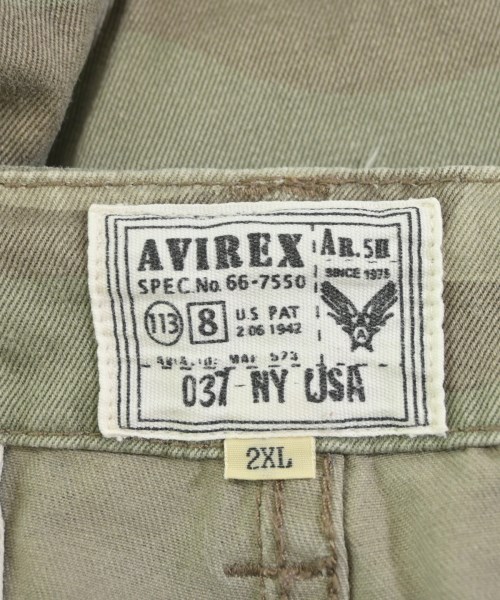 AVIREX
AR.5H
SPEC.No. 66-7550
SINCE 1975
113 8 U.S PAT
2.06 1942
A
573
037 NY USA
2XL